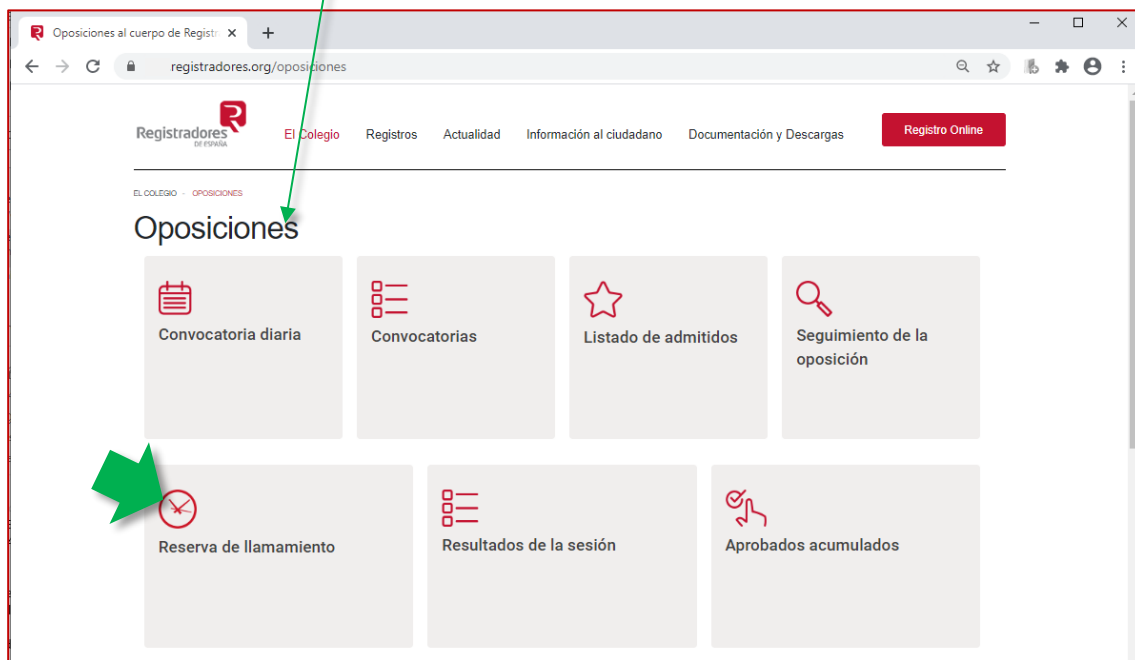 Oposiciones al cuerpo de Registr
registradores.org/oposiciones
Registradores
DE ESPAÑA
El Colegio Registros Actualidad Información al ciudadano Documentación y Descargas Registro Online
EL COLEGIO - OPOSICIONES
Oposiciones
Convocatoria diaria
Convocatorias
Listado de admitidos
Seguimiento de la
oposición
Reserva de llamamiento
Resultados de la sesión
Aprobados acumulados